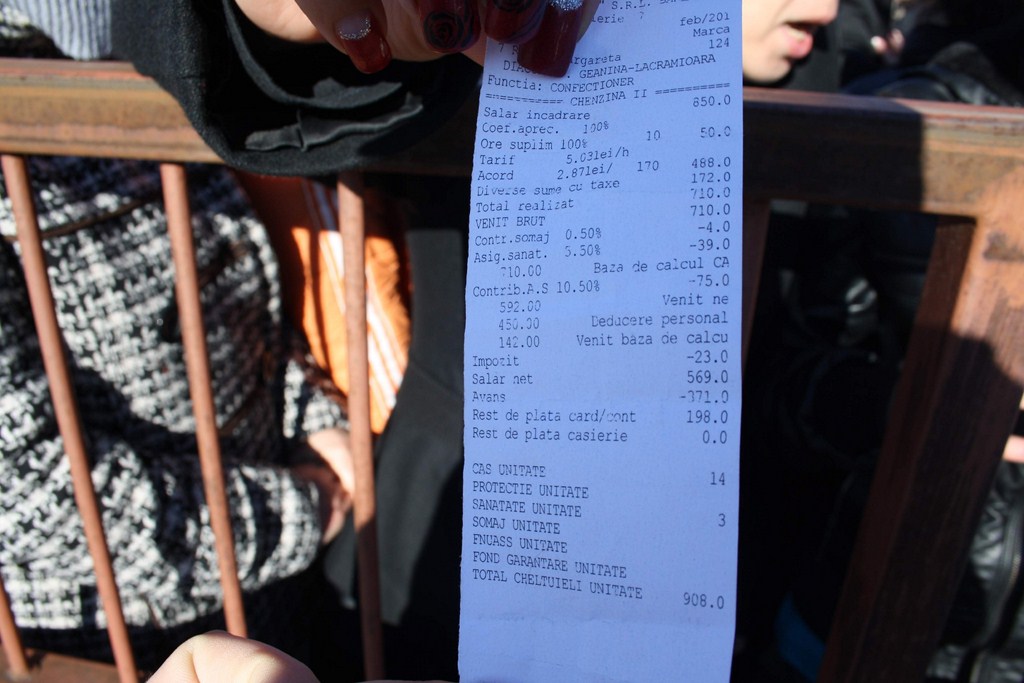 S.R.L.
feb/201
Marca
124
GEANINA-LACRAMIOARA
Functia: CONFECTIONER
========== CHENZINA II ==========
Salar incadrare 850.0
Coer.aprec. 100%
Ore suplim 100% 10 50.0
Tarif 5.03lei/h
Acord 2.87lei/ 170 488.0
Diverse sume cu taxe 172.0
Total realizat 710.0
VENIT BRUT 710.0
Contr.somaj 0.50% -4.0
Asig.sanat. 5.50% -39.0
710.00 Baza de calcul CA
Contrib.A.S 10.50% -75.0
592.00 Venit ne
450.00 Deducere personal
142.00 Venit baza de calcu
Impozit -23.0
Salar net 569.0
Avans -371.0
Rest de plata card/cont 198.0
Rest de plata casierie 0.0
CAS UNITATE 14
PROTECTIE UNITATE
SANATATE UNITATE 3
SOMAJ UNITATE
FNUASS UNITATE
FOND GARANTARE UNITATE
TOTAL CHELTUIELI UNITATE 908.0